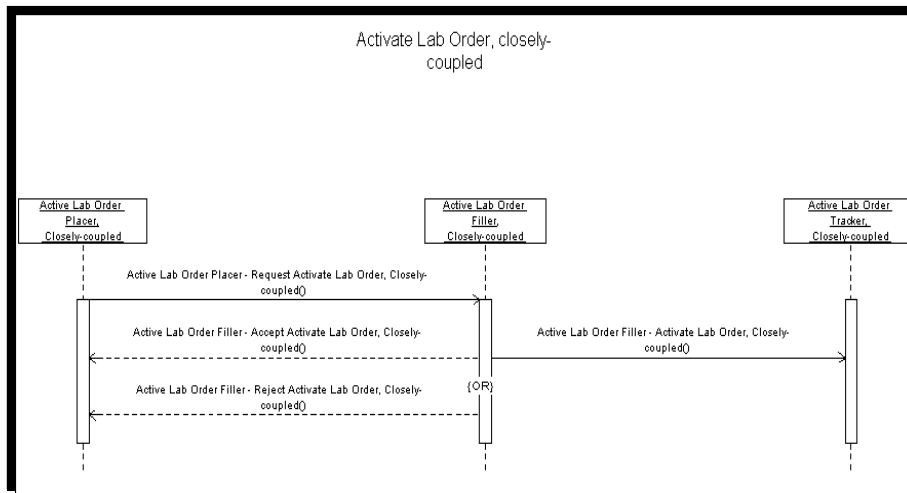 Activate Lab Order, closely-
coupled
Active Lab Order
Placer,
Closely-coupled
Active Lab Order
Filler,
Closely-coupled
Active Lab Order
Tracker,
Closely-coupled
Active Lab Order Placer - Request Activate Lab Order, Closely-
coupled()
Active Lab Order Filler - Accept Activate Lab Order, Closely-
coupled()
Active Lab Order Filler - Activate Lab Order, Closely-
coupled()
Active Lab Order Filler - Reject Activate Lab Order, Closely-
coupled()
{OR}